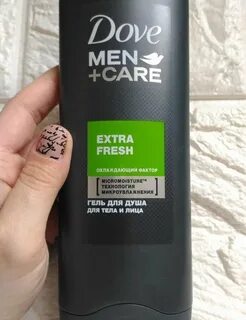 Dove
MEN
+CARE
EXTRA
FRESH
ОХЛАЖДАЮЩИЙ ФАКТОР
MICROMOISTURE™
ТЕХНОЛОГИЯ
МИКРОУВЛАЖНЕНИЯ
ГЕЛЬ ДЛЯ ДУША
ДЛЯ ТЕЛА И ЛИЦА